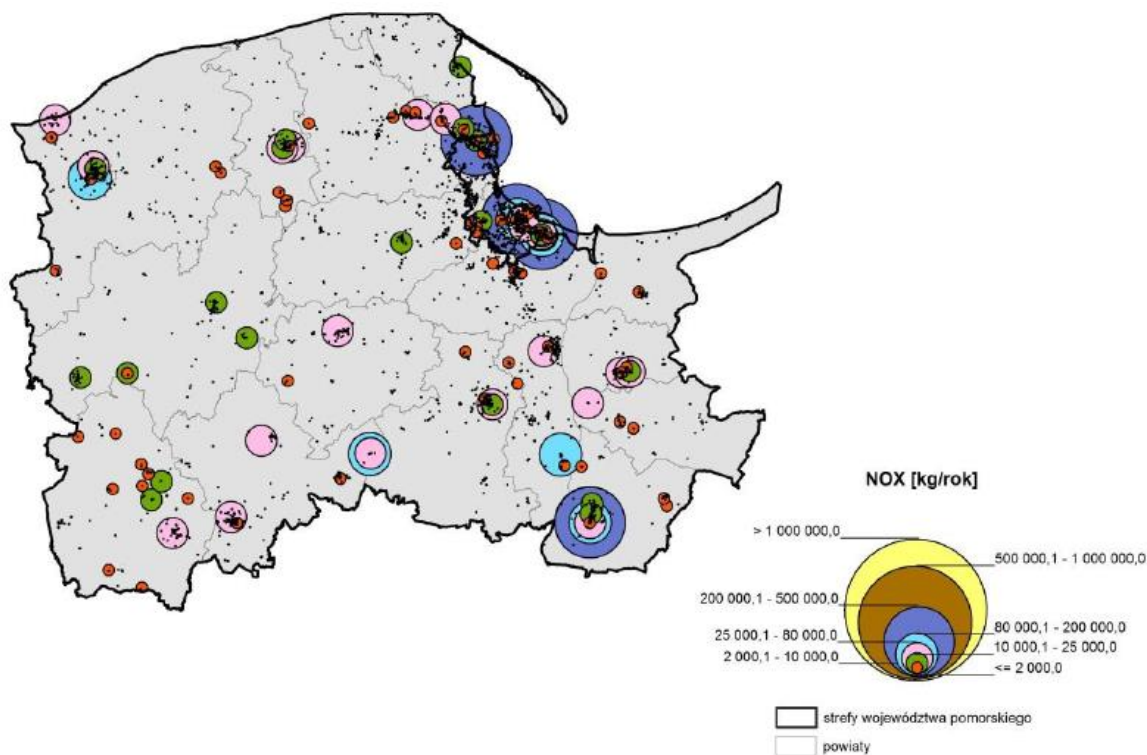 NOX [kg/rok]
> 1 000 000,0
500 000,1 - 1 000 000,0
200 000,1 - 500 000,0
80 000,1 - 200 000,0
25 000,1 - 80 000,0
10 000,1 - 25 000,0
2 000,1 - 10 000,0
<= 2 000,0
strefy województwa pomorskiego
powiaty